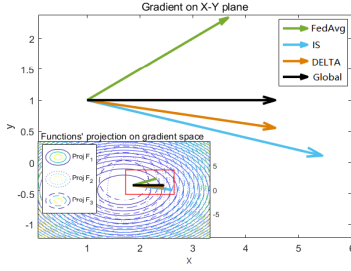 Gradient on X-Y plane
FedAvg
IS
DELTA
Global
2
1.5
1
0.5
0
-0.5
-1
y
Functions' projection on gradient space
Proj F1
Proj F2
Proj F3
5
0
-5
1
2
3
4
5
6
x